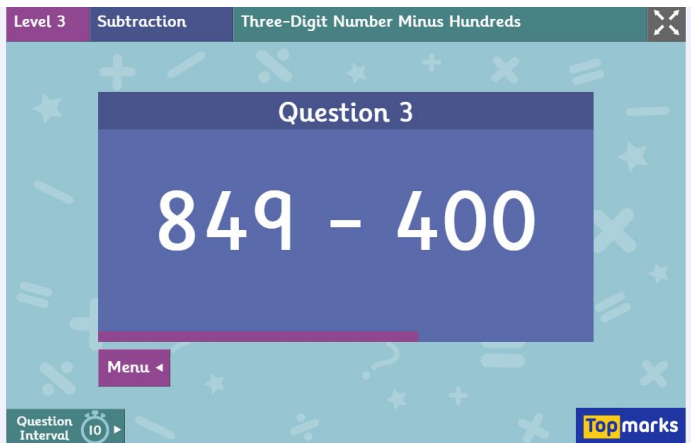 Level 3 Subtraction Three-Digit Number Minus Hundreds
Question 3
849 – 400
Menu
Question
Interval 10
Topmarks